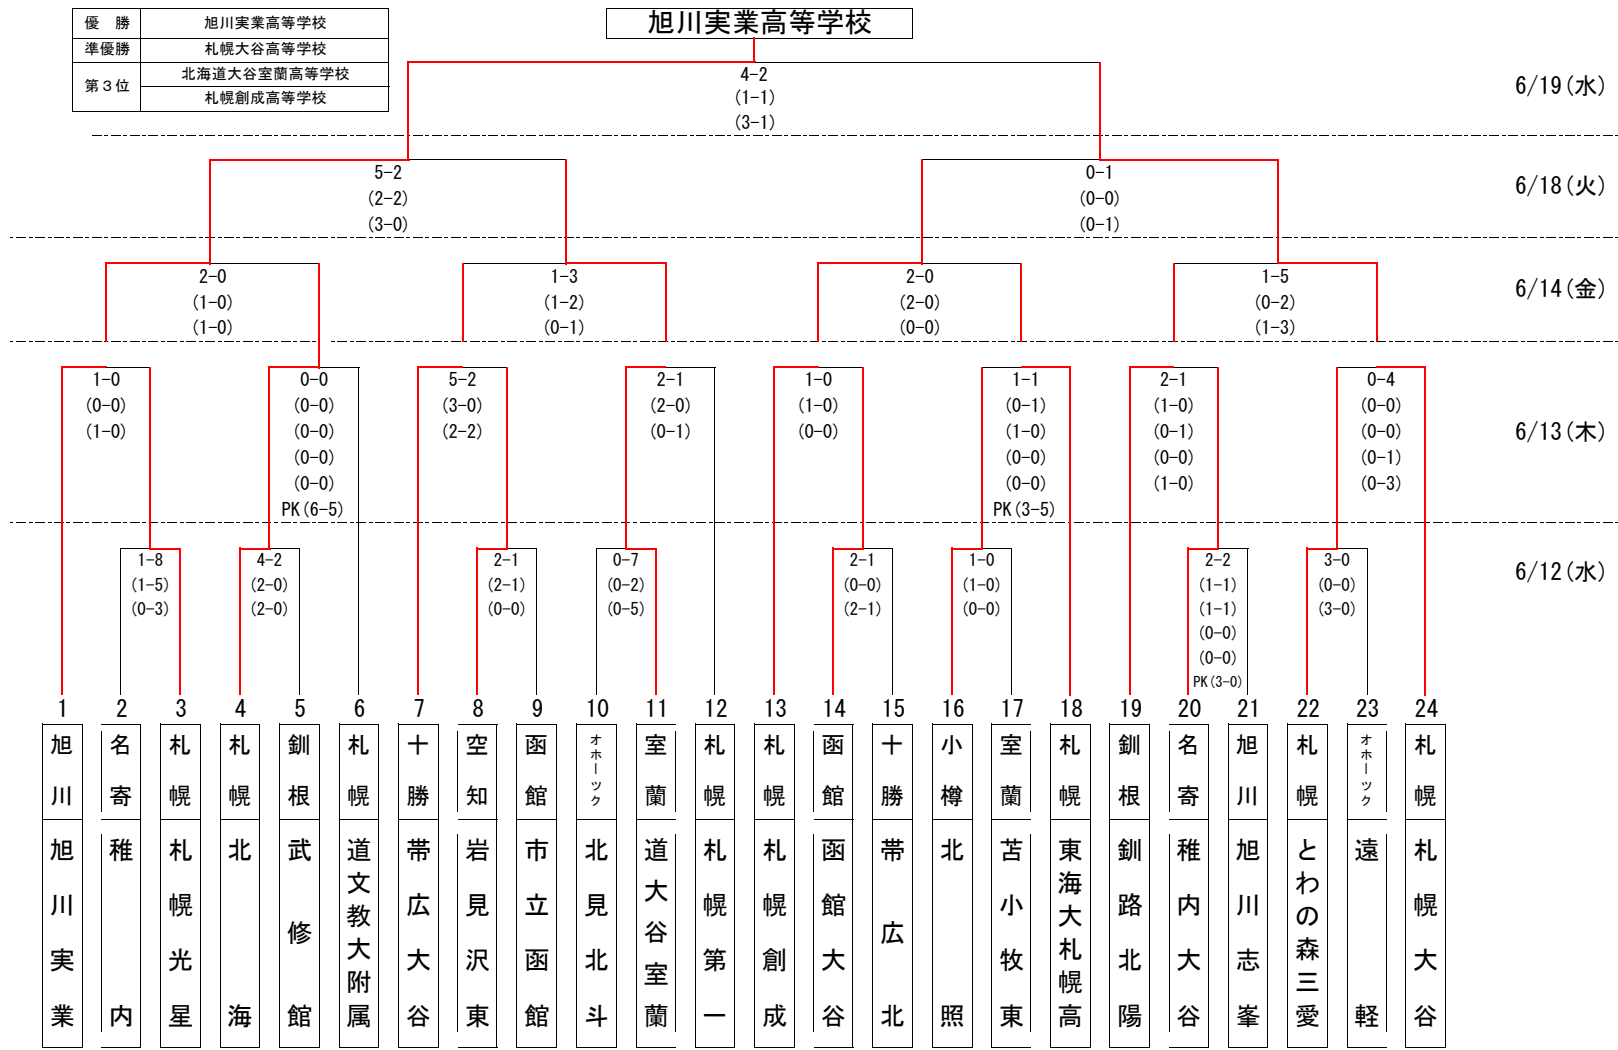 優　勝　旭川実業高等学校
準優勝　札幌大谷高等学校
第３位　北海道大谷室蘭高等学校
札幌創成高等学校
旭川実業高等学校
4-2
(1-1)
(3-1)
6/19(水)
5-2
(2-2)
(3-0)
0-1
(0-0)
(0-1)
6/18(火)
2-0
(1-0)
(1-0)
1-3
(1-2)
(0-1)
2-0
(2-0)
(0-0)
1-5
(0-2)
(1-3)
6/14(金)
1-0
(0-0)
(1-0)
0-0
(0-0)
(0-0)
(0-0)
(0-0)
PK(6-5)
5-2
(3-0)
(2-2)
2-1
(2-0)
(0-1)
1-0
(1-0)
(0-0)
1-1
(0-1)
(1-0)
(0-0)
(0-0)
PK(3-5)
2-1
(1-0)
(0-1)
(0-0)
(1-0)
0-4
(0-0)
(0-0)
(0-1)
(0-3)
6/13(木)
1-8
(1-5)
(0-3)
4-2
(2-0)
(2-0)
2-1
(2-1)
(0-0)
0-7
(0-2)
(0-5)
2-1
(0-0)
(2-1)
1-0
(1-0)
(0-0)
2-2
(1-1)
(1-1)
(0-0)
(0-0)
PK(3-0)
3-0
(0-0)
(3-0)
6/12(水)
1 旭川 旭川実業
2 名寄 稚内
3 札幌 札幌光星
4 札幌 北海
5 釧根 武修館
6 札幌 道文教大附属
7 十勝 帯広大谷
8 空知 岩見沢東
9 函館 市立函館
10 オホーツク 北見北斗
11 室蘭 道大谷室蘭
12 札幌 札幌第一
13 札幌 札幌創成
14 函館 函館大谷
15 十勝 帯広北
16 小樽 北照
17 室蘭 苫小牧東
18 札幌 東海大札幌高
19 釧根 釧路北陽
20 名寄 稚内大谷
21 旭川 旭川志峯
22 札幌 とわの森三愛
23 オホーツク 遠軽
24 札幌 札幌大谷